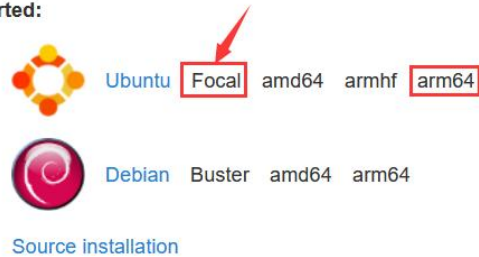 rted:
Ubuntu Focal amd64 armhf arm64
Debian Buster amd64 arm64
Source installation